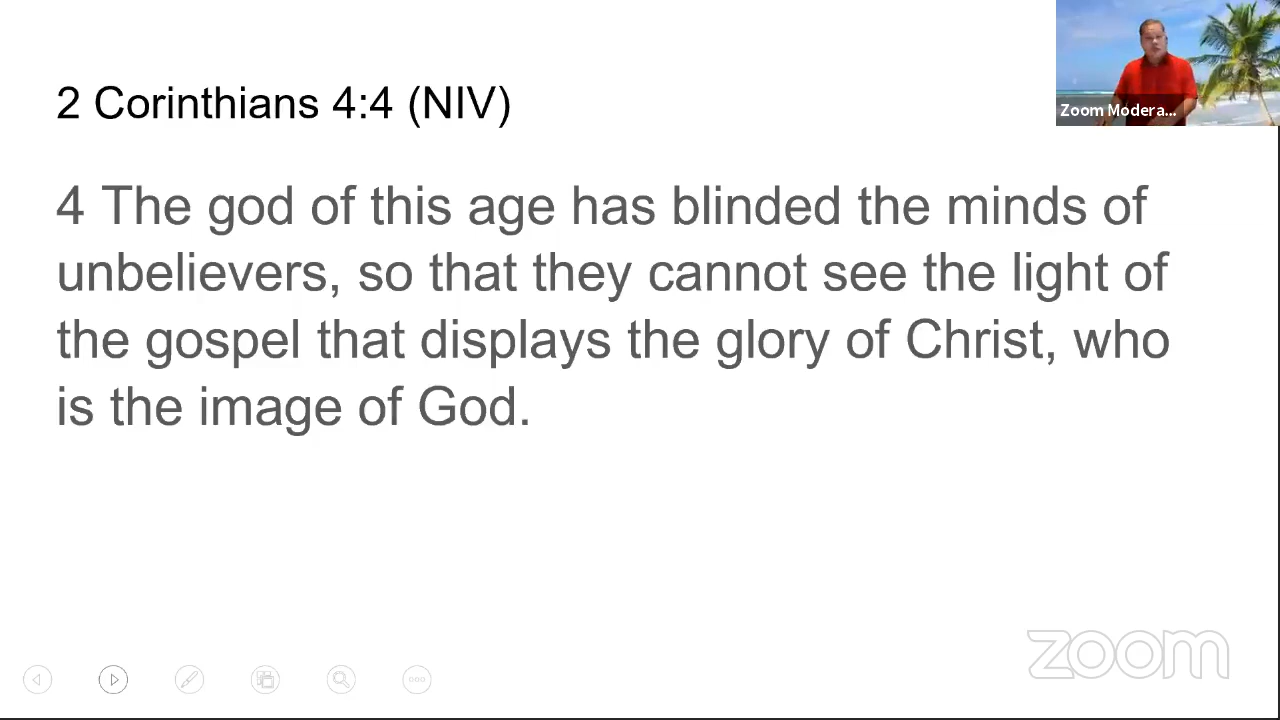 2 Corinthians 4:4 (NIV)
Zoom Modera...
4 The god of this age has blinded the minds of
unbelievers, so that they cannot see the light of
the gospel that displays the glory of Christ, who
is the image of God.
zoom